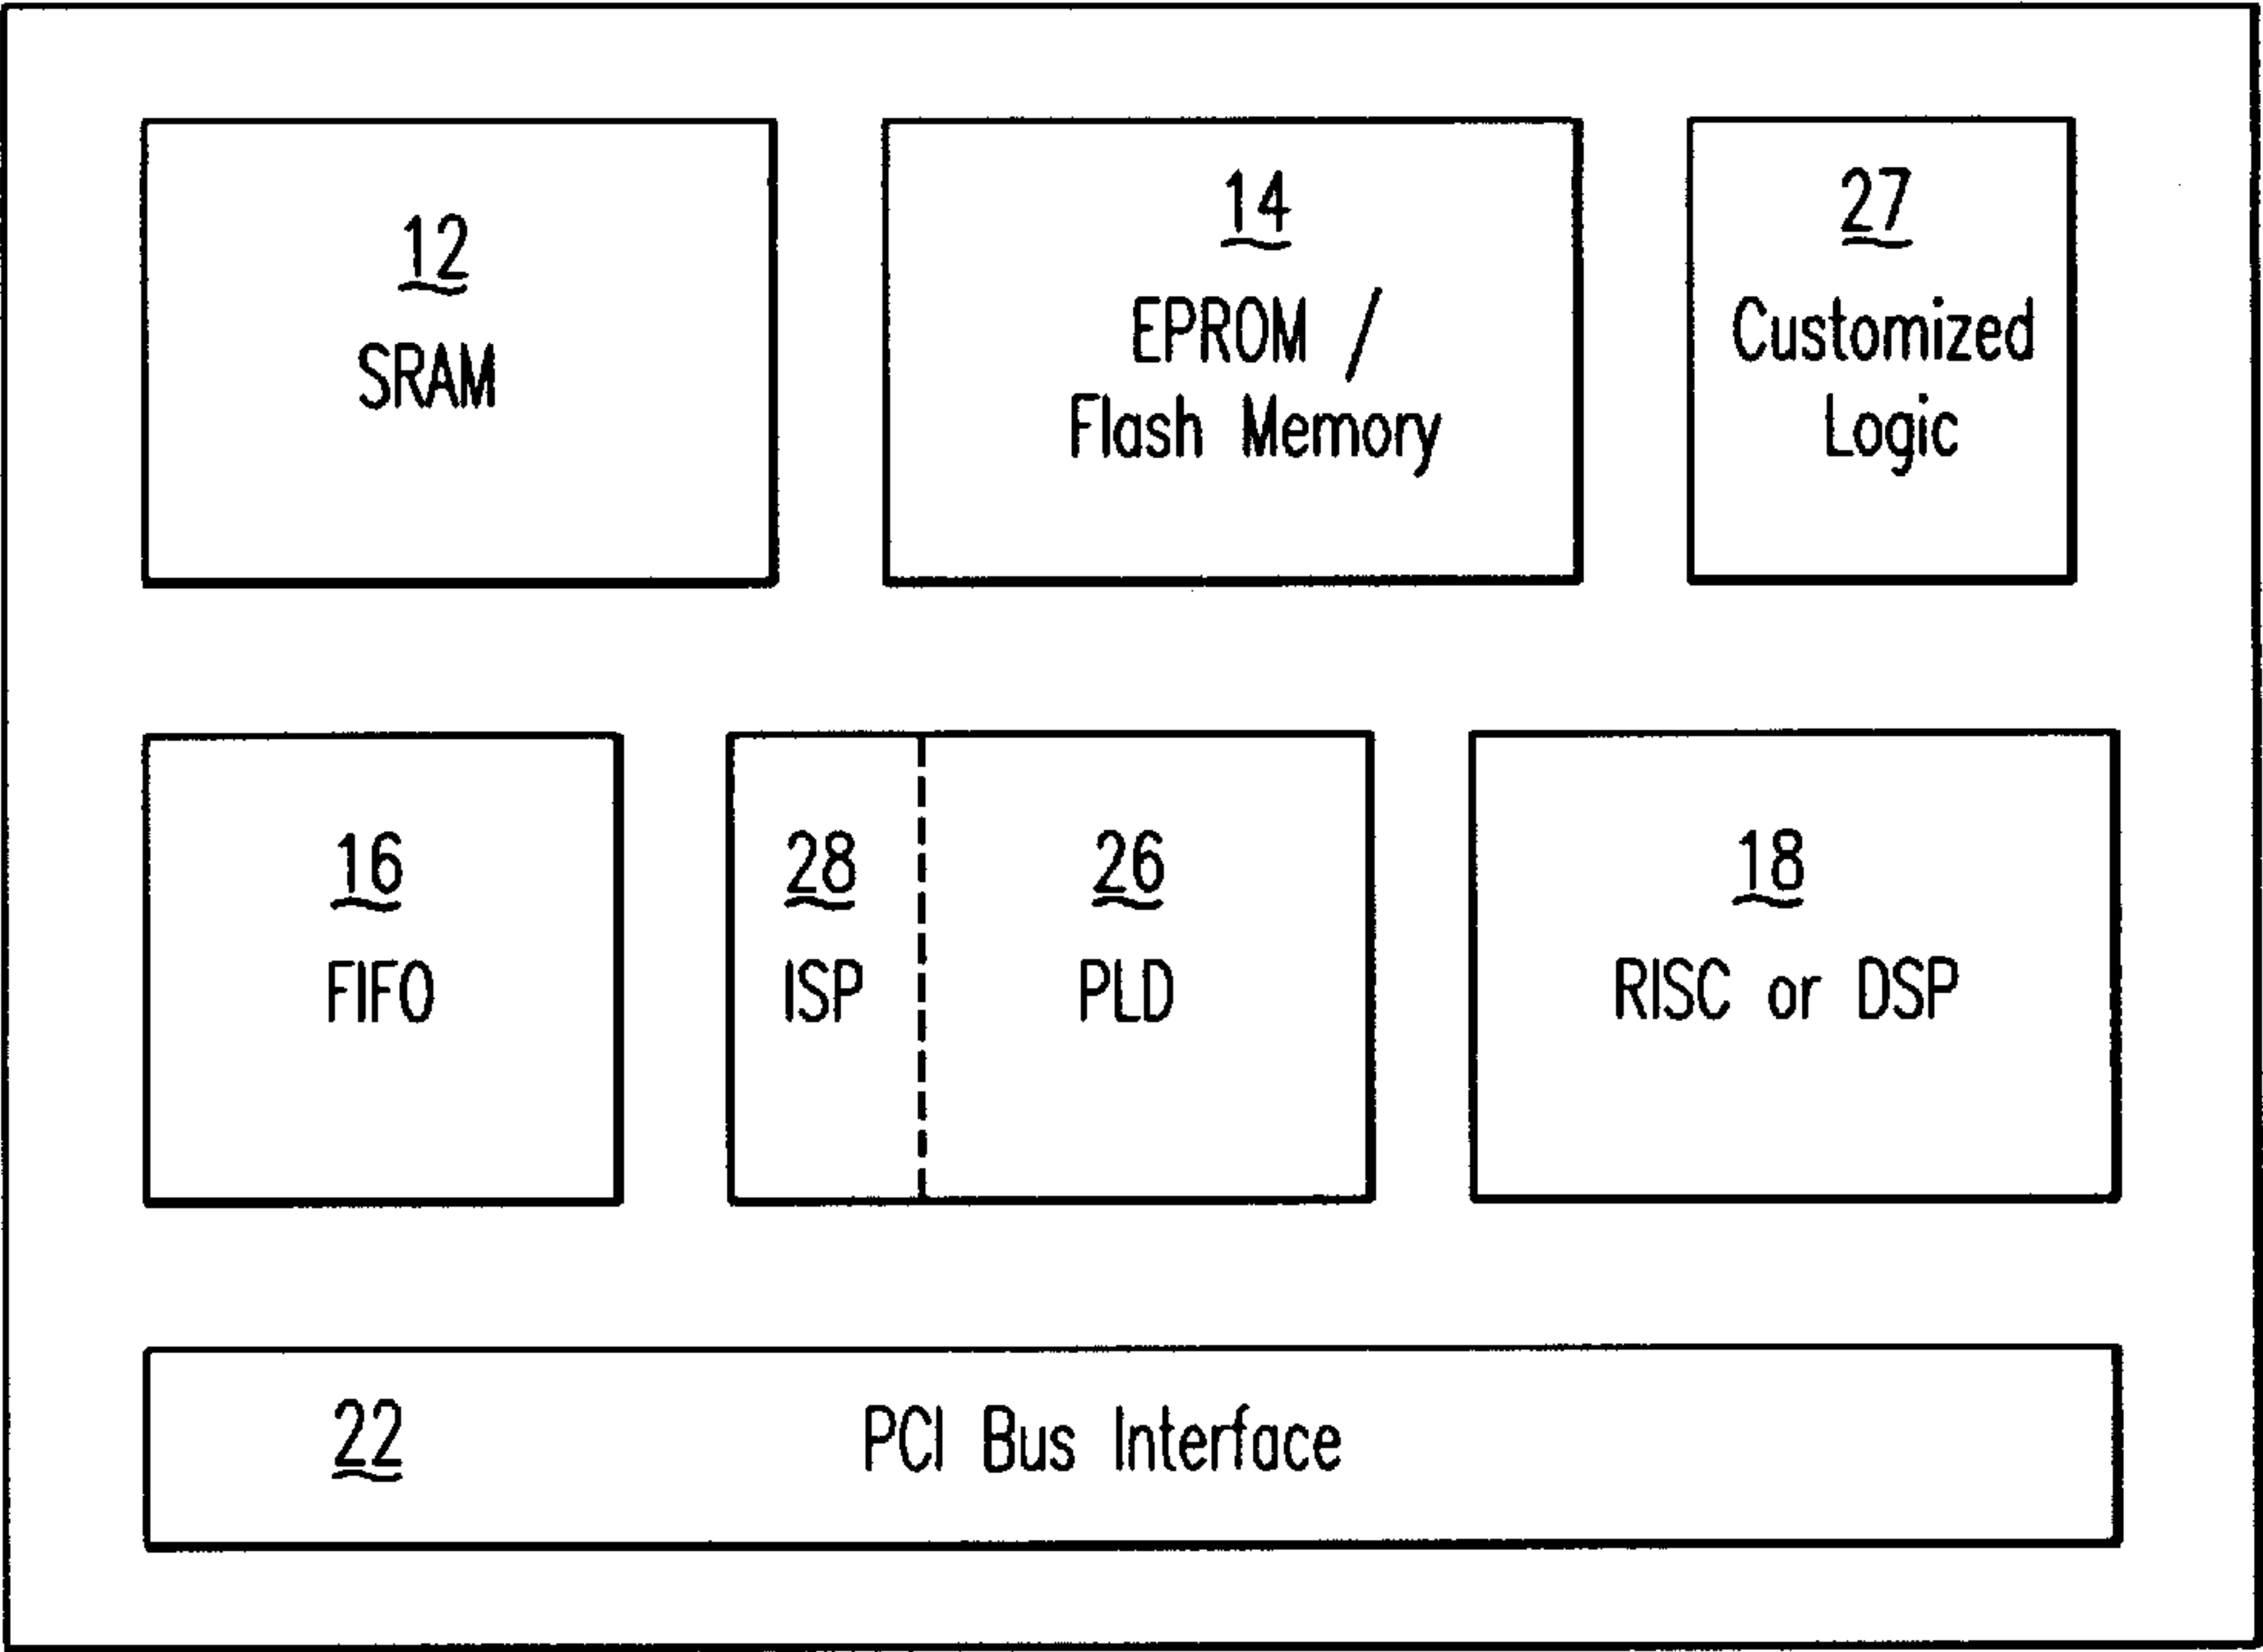 12
SRAM
14
EPROM /
Flash Memory
27
Customized
Logic
16
FIFO
28
ISP
26
PLD
18
RISC or DSP
22 PCI Bus Interface